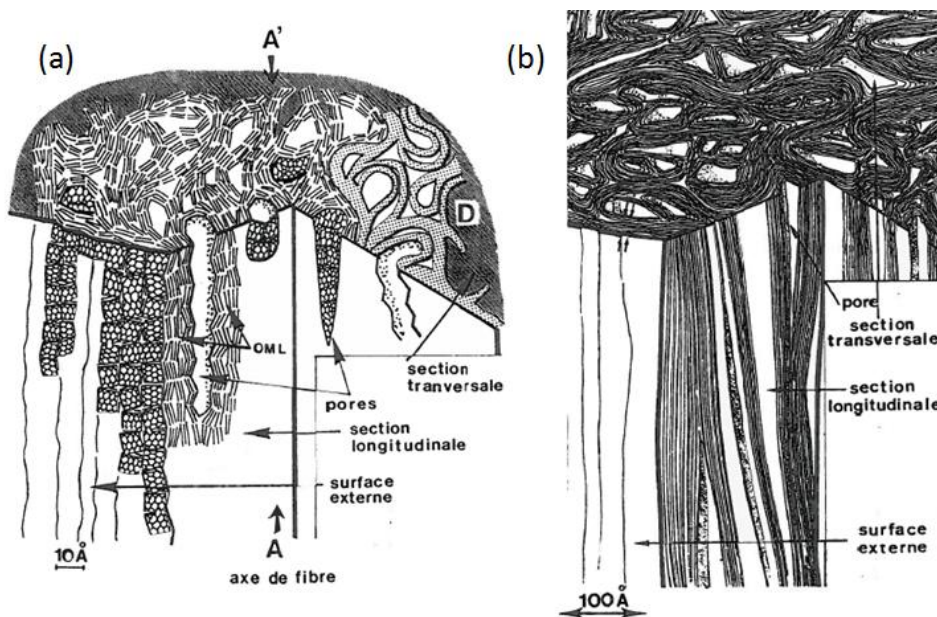 (a)
A'
D
OML
section
tranversale
pores
section
longitudinale
surface
externe
10Å
A
axe de fibre
(b)
pore
section
transversale
section
longitudinale
surface
externe
100Å